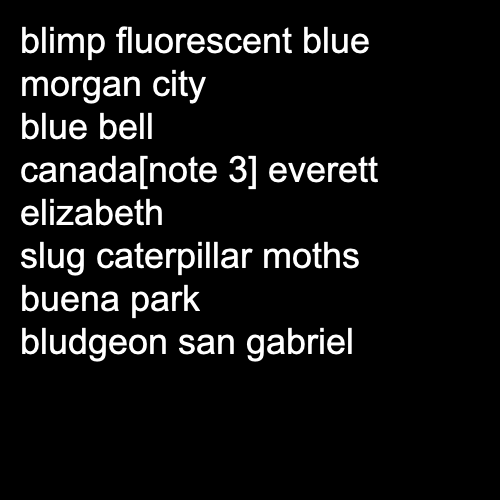 blimp fluorescent blue
morgan city
blue bell
canada[note 3] everett
elizabeth
slug caterpillar moths
buena park
bludgeon san gabriel